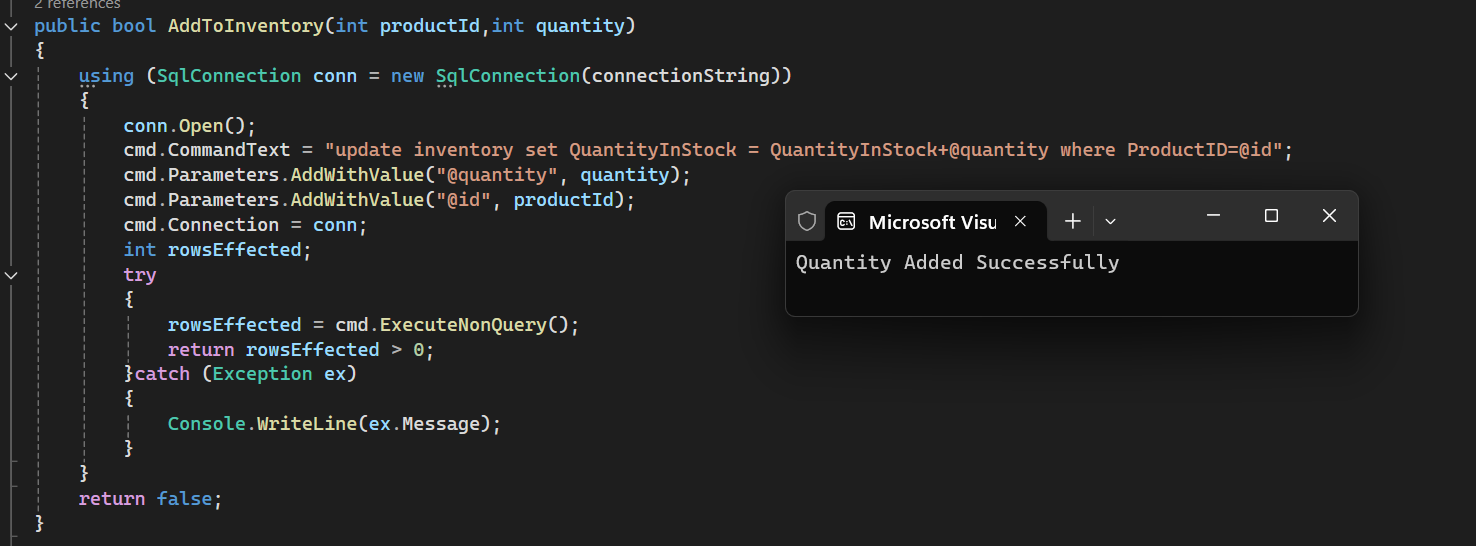 2 references
public bool AddToInventory(int productId,int quantity)
{
using (SqlConnection conn = new SqlConnection(connectionString))
{
conn.Open();
cmd.CommandText = "update inventory set QuantityInStock = QuantityInStock+@quantity where ProductID=@id";
cmd.Parameters.AddWithValue("@quantity", quantity);
cmd.Parameters.AddWithValue("@id", productId);
cmd.Connection = conn;
int rowsEffected;
try
{
rowsEffected = cmd.ExecuteNonQuery();
return rowsEffected > 0;
}catch (Exception ex)
{
Console.WriteLine(ex.Message);
}
}
return false;
}
Microsoft Visu
Quantity Added Successfully